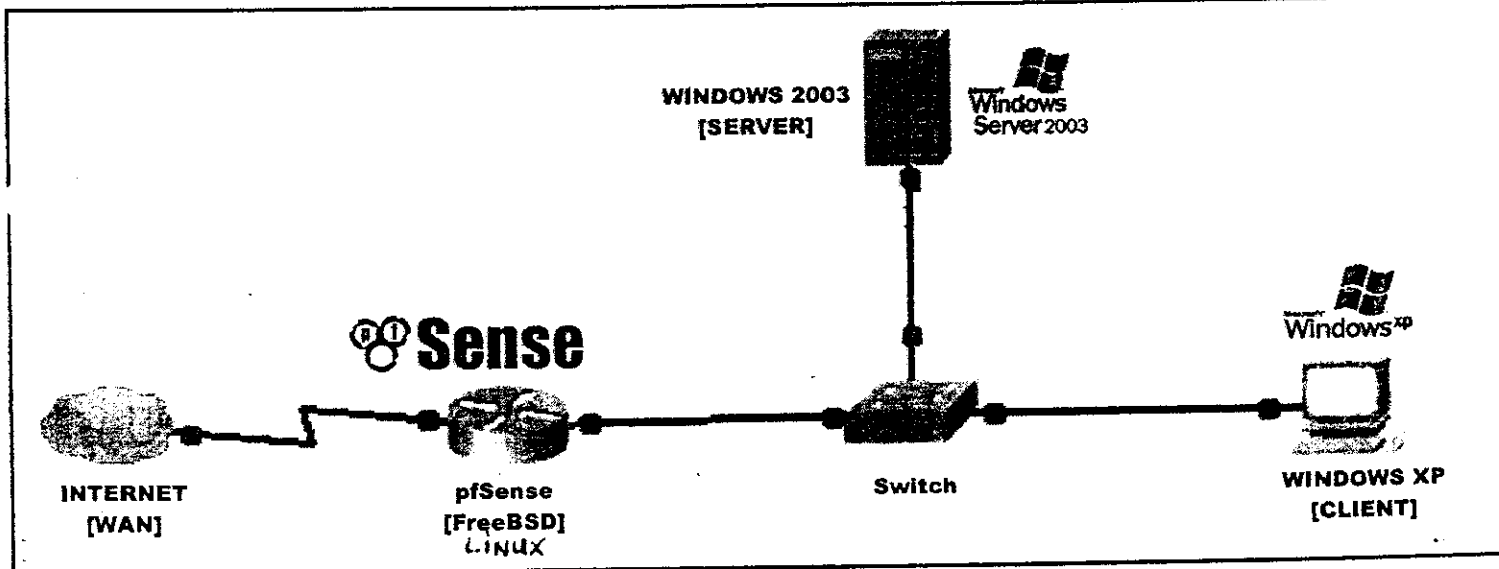 WINDOWS 2003
[SERVER]
Windows
Server 2003
Windows xp
Sense
INTERNET
[WAN]
pfSense
[FreeBSD]
LINUX
Switch
WINDOWS XP
[CLIENT]